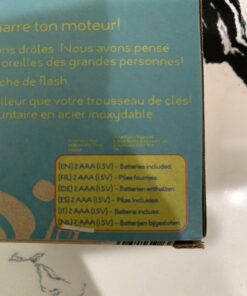 narre ton moteur!
ons drôles. Nous avons pensé
oreilles des grandes personnes!
che de flash.
lleur que votre trousseau de clés!
uritaire en acier inoxydable
(EN) 2 AAA (1.5V) - Batteries included.
(FR) 2 AAA (1.5V) - Piles fournies.
(DE) 2 AAA (1.5V) - Batterien enthalten.
(ES) 2 AAA (1.5V) - Pilas Incluidas.
(IT) 2 AAA (1.5V) - Batterie incluse.
(NL) 2 AAA (1.5V) - Batterijen bijgesloten.